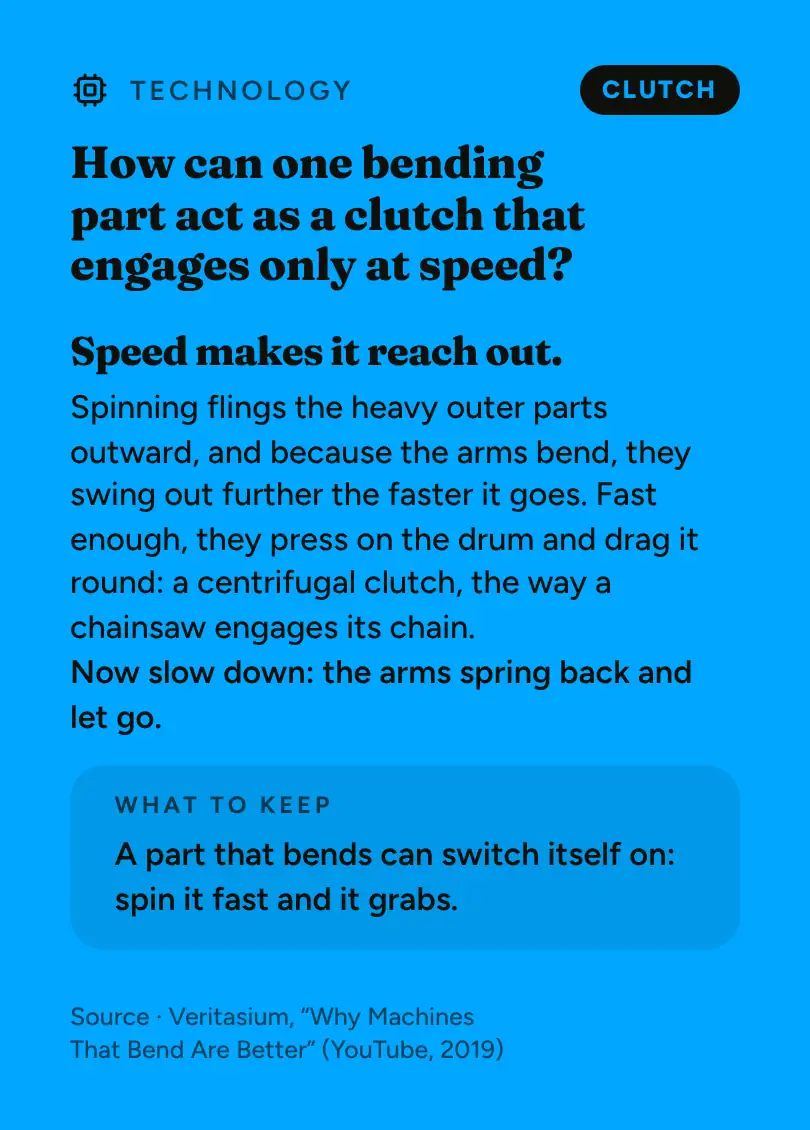 TECHNOLOGY
CLUTCH
How can one bending
part act as a clutch that
engages only at speed?
Speed makes it reach out.
Spinning flings the heavy outer parts
outward, and because the arms bend, they
swing out further the faster it goes. Fast
enough, they press on the drum and drag it
round: a centrifugal clutch, the way a
chainsaw engages its chain.
Now slow down: the arms spring back and
let go.
WHAT TO KEEP
A part that bends can switch itself on:
spin it fast and it grabs.
Source · Veritasium, “Why Machines
That Bend Are Better” (YouTube, 2019)